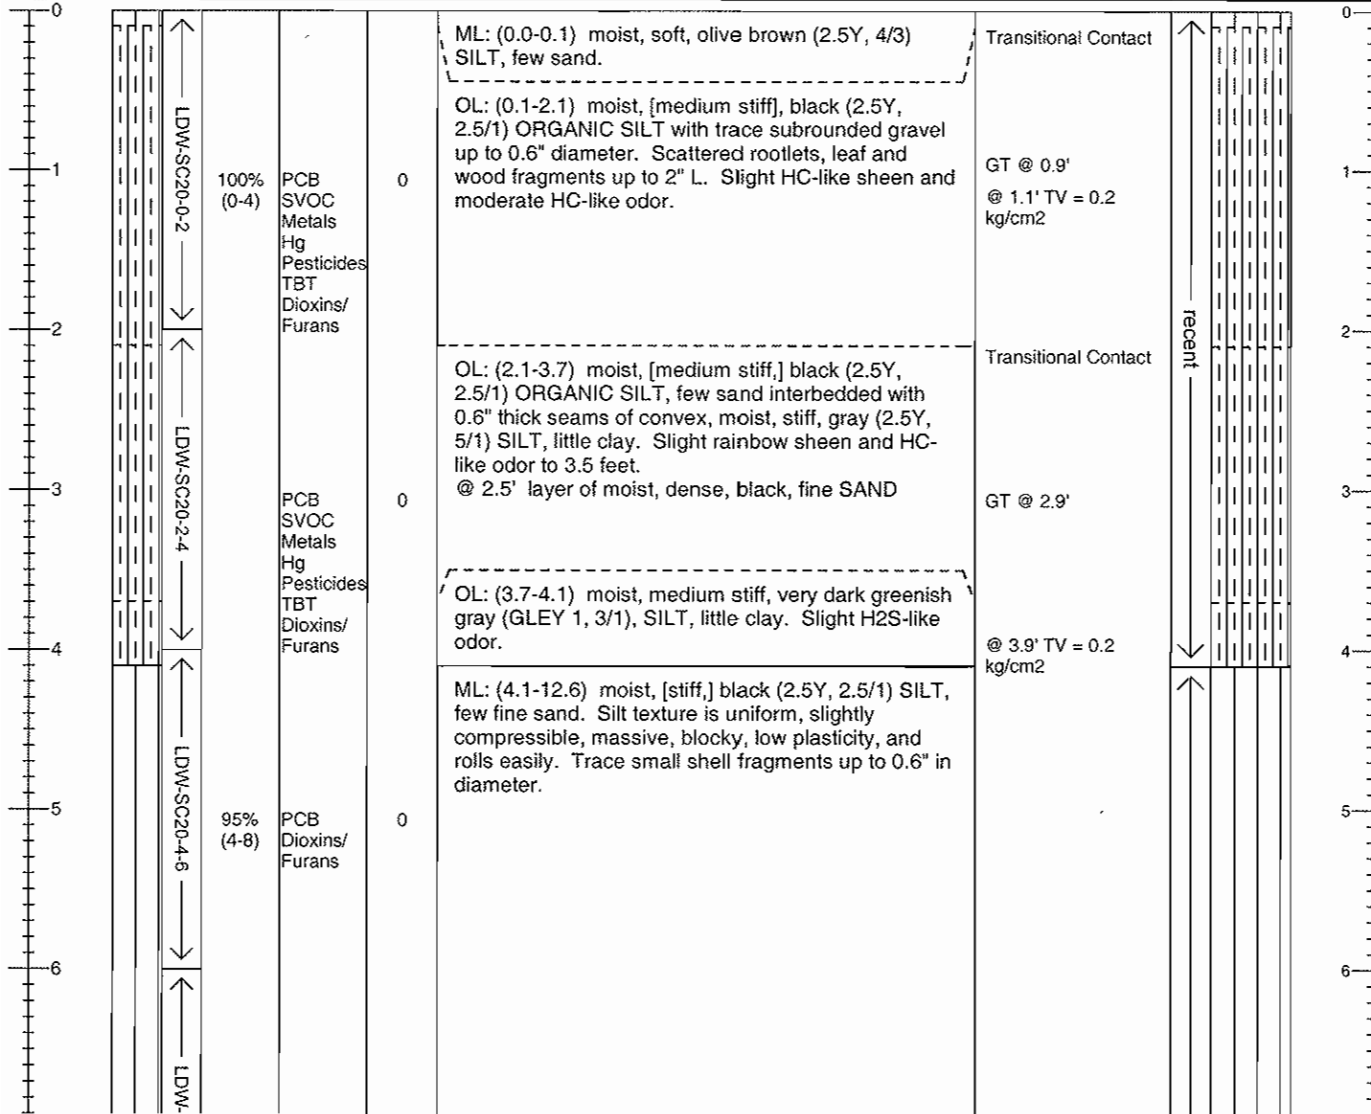 0
1
2
3
4
5
6
LDW-SC20-0-2
LDW-SC20-2-4
LDW-SC20-4-6
LDW-
100%
(0-4)
95%
(4-8)
PCB
SVOC
Metals
Hg
Pesticides
TBT
Dioxins/
Furans
PCB
SVOC
Metals
Hg
Pesticides
TBT
Dioxins/
Furans
PCB
Dioxins/
Furans
0
0
0
ML: (0.0-0.1) moist, soft, olive brown (2.5Y, 4/3)
SILT, few sand.
OL: (0.1-2.1) moist, [medium stiff], black (2.5Y,
2.5/1) ORGANIC SILT with trace subrounded gravel
up to 0.6" diameter. Scattered rootlets, leaf and
wood fragments up to 2" L. Slight HC-like sheen and
moderate HC-like odor.
OL: (2.1-3.7) moist, [medium stiff,] black (2.5Y,
2.5/1) ORGANIC SILT, few sand interbedded with
0.6" thick seams of convex, moist, stiff, gray (2.5Y,
5/1) SILT, little clay. Slight rainbow sheen and HC-
like odor to 3.5 feet.
@ 2.5' layer of moist, dense, black, fine SAND
OL: (3.7-4.1) moist, medium stiff, very dark greenish
gray (GLEY 1, 3/1), SILT, little clay. Slight H2S-like
odor.
ML: (4.1-12.6) moist, [stiff,] black (2.5Y, 2.5/1) SILT,
few fine sand. Silt texture is uniform, slightly
compressible, massive, blocky, low plasticity, and
rolls easily. Trace small shell fragments up to 0.6" in
diameter.
Transitional Contact
GT @ 0.9'
@ 1.1' TV = 0.2
kg/cm2
Transitional Contact
GT @ 2.9'
@ 3.9' TV = 0.2
kg/cm2
recent
0
1
2
3
4
5
6